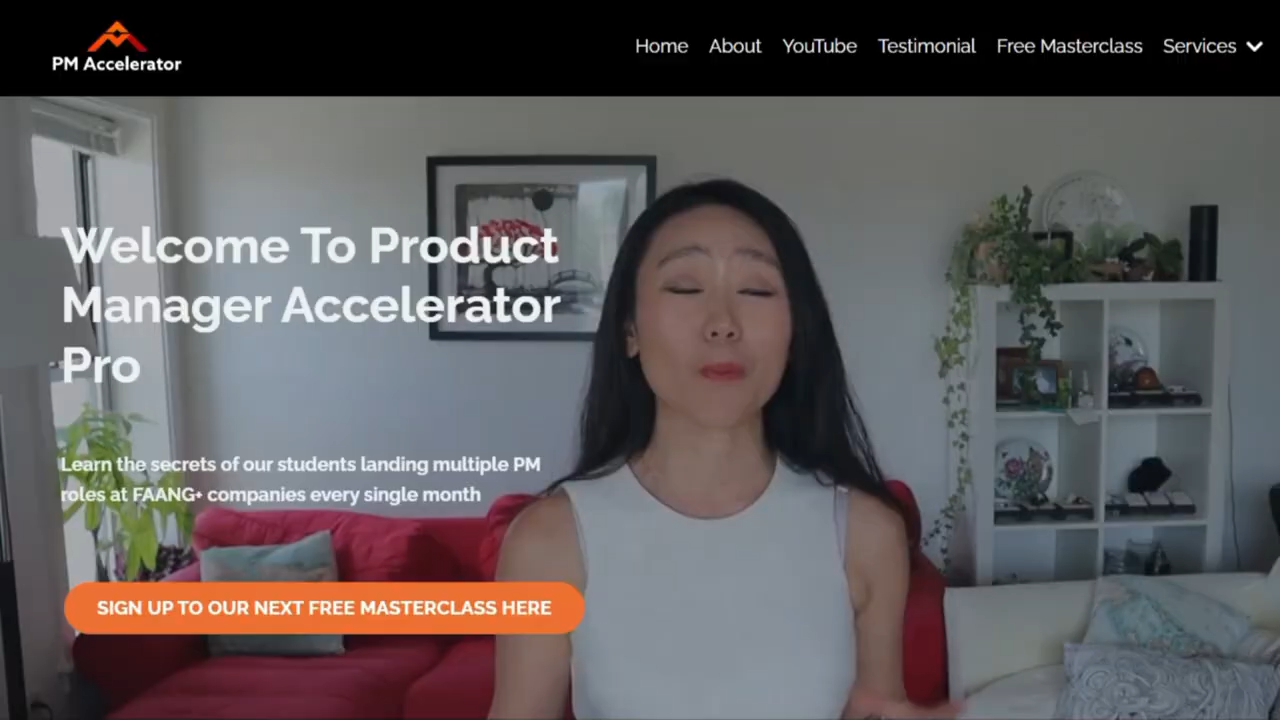 PM Accelerator
Home About YouTube Testimonial Free Masterclass Services
Welcome To Product
Manager Accelerator
Pro
Learn the secrets of our students landing multiple PM
roles at FAANG+ companies every single month
SIGN UP TO OUR NEXT FREE MASTERCLASS HERE